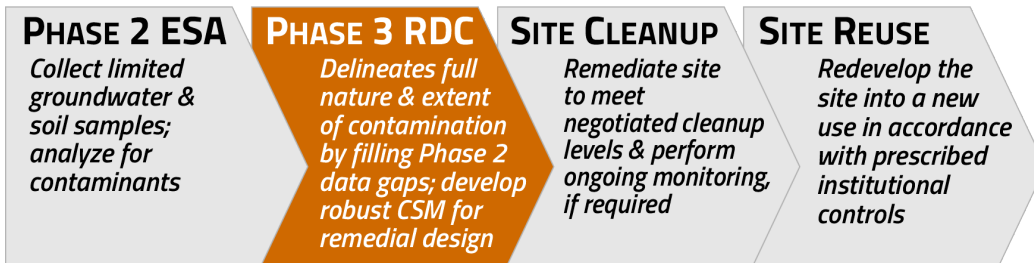 PHASE 2 ESA
Collect limited
groundwater &
soil samples;
analyze for
contaminants
PHASE 3 RDC
Delineates full
nature & extent
of contamination
by filling Phase 2
data gaps; develop
robust CSM for
remedial design
SITE CLEANUP
Remediate site
to meet
negotiated cleanup
levels & perform
ongoing monitoring,
if required
SITE REUSE
Redevelop the
site into a new
use in accordance
with prescribed
institutional
controls